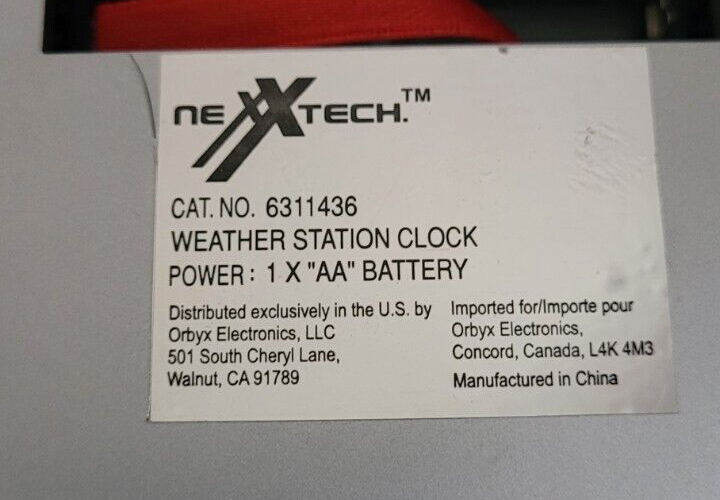 neXXTECH.™
CAT. NO. 6311436
WEATHER STATION CLOCK
POWER: 1 X "AA" BATTERY
Distributed exclusively in the U.S. by
Orbyx Electronics, LLC
501 South Cheryl Lane,
Walnut, CA 91789
Imported for/Importe pour
Orbyx Electronics,
Concord, Canada, L4K 4M3
Manufactured in China